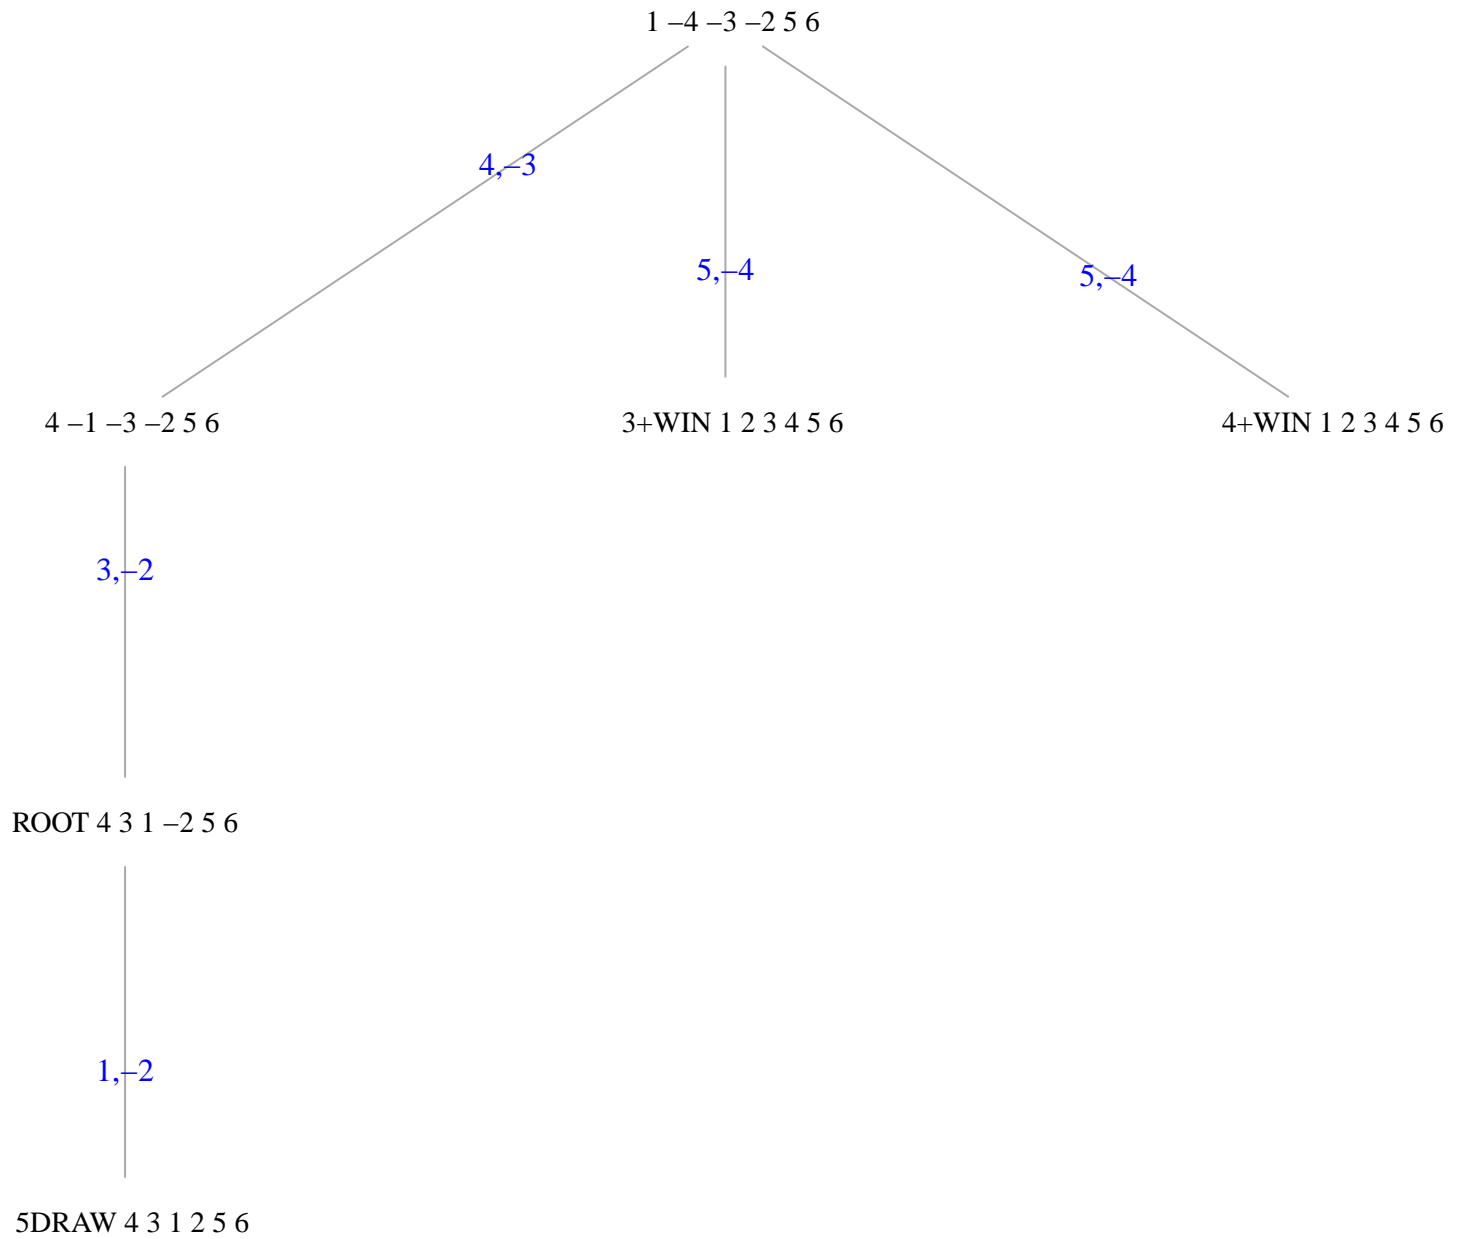 1 –4 –3 –2 5 6
4,–3
5,–4
5,–4
4 –1 –3 –2 5 6
3+WIN 1 2 3 4 5 6
4+WIN 1 2 3 4 5 6
3,–2
ROOT 4 3 1 –2 5 6
1,–2
5DRAW 4 3 1 2 5 6